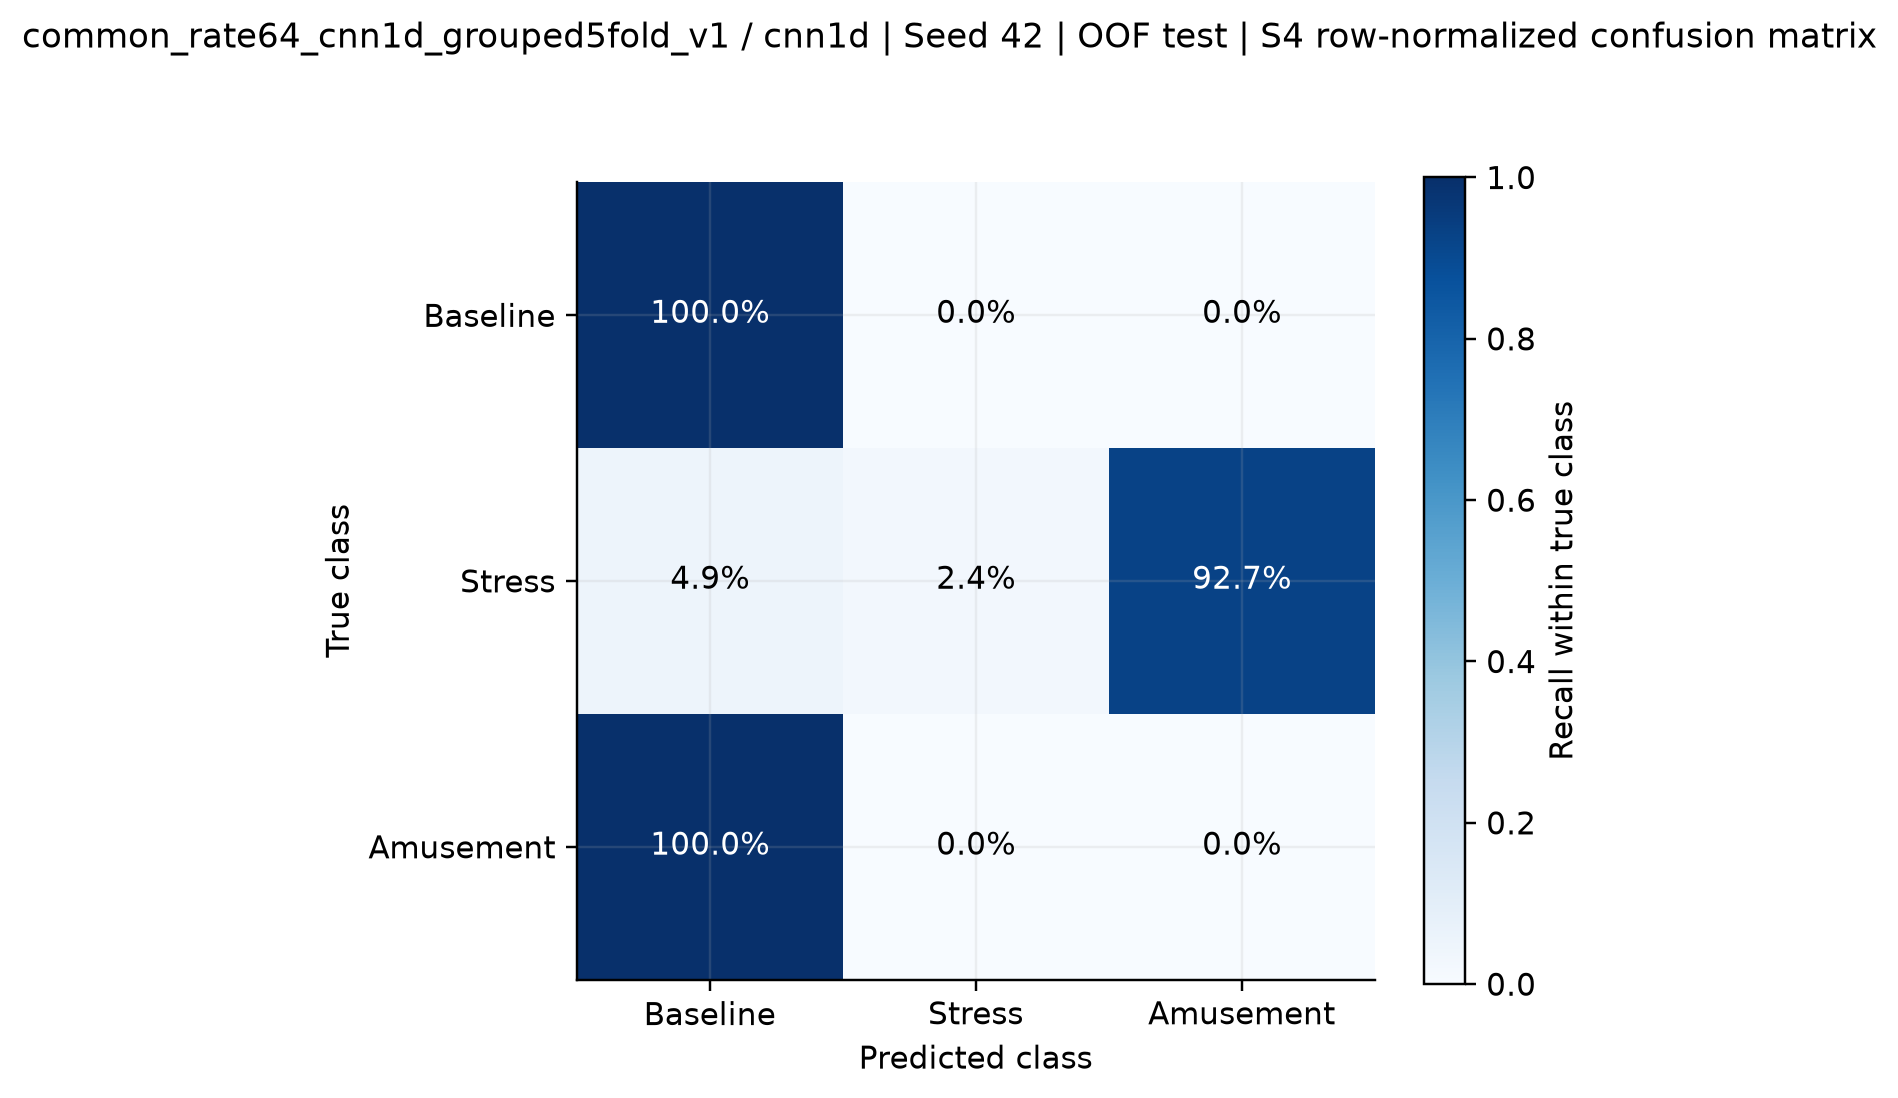 common_rate64_cnn1d_grouped5fold_v1 / cnn1d | Seed 42 | OOF test | S4 row-normalized confusion matrix
True class
Baseline
100.0%
0.0%
0.0%
Stress
4.9%
2.4%
92.7%
Amusement
100.0%
0.0%
0.0%
Baseline
Stress
Amusement
Predicted class
1.0
0.8
0.6
0.4
0.2
0.0
Recall within true class